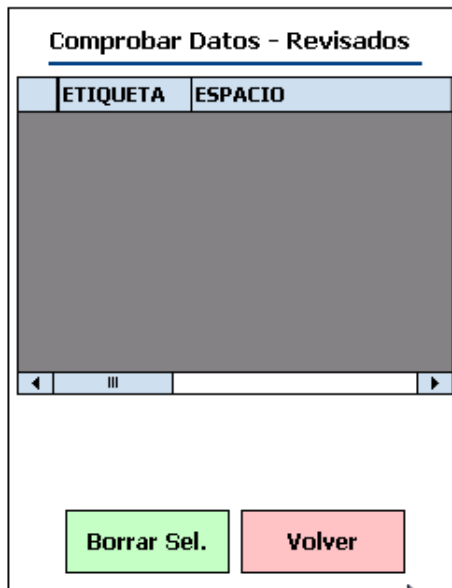 Comprobar Datos - Revisados
ETIQUETA ESPACIO
Borrar Sel. Volver